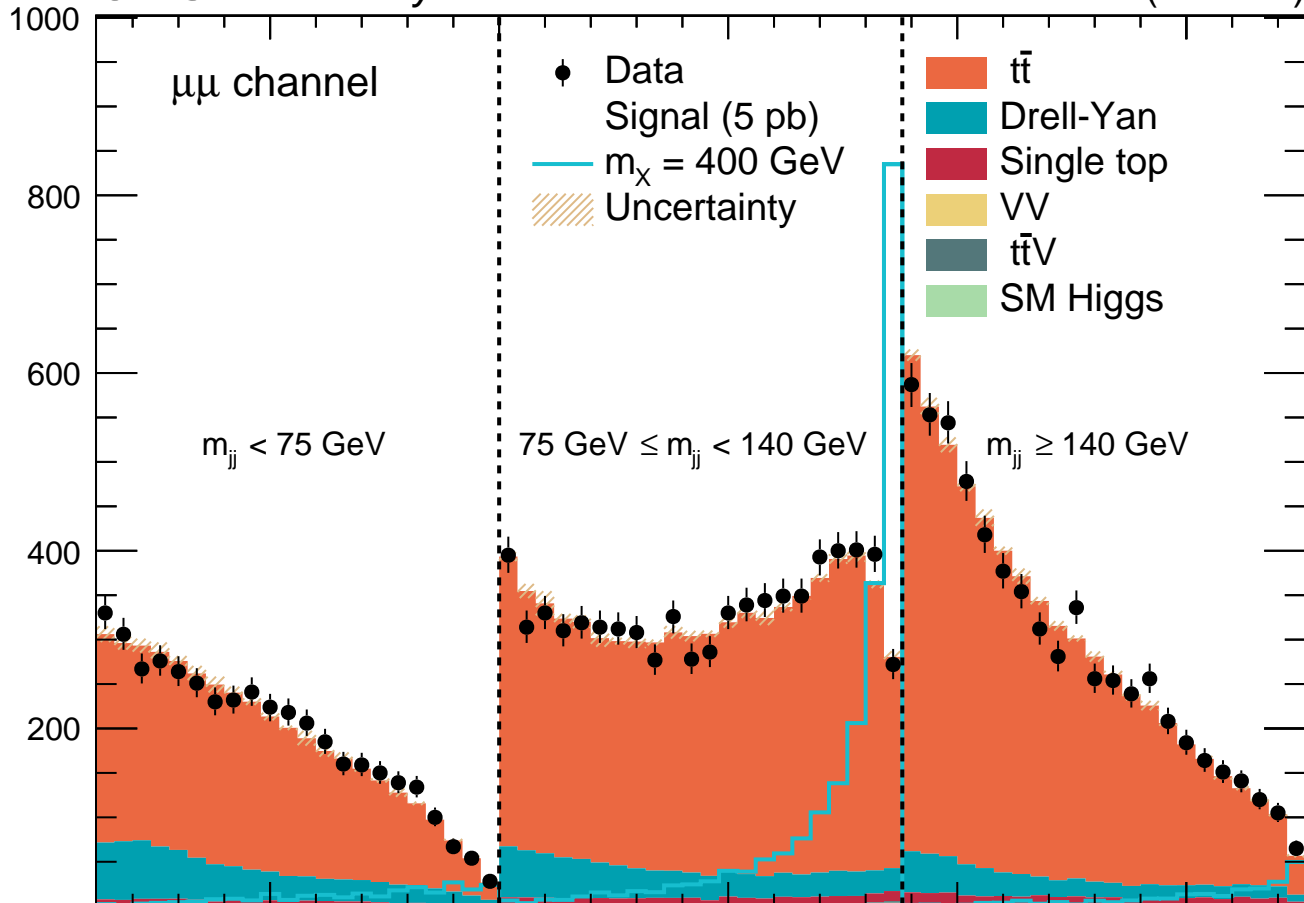 1000
800
600
400
200
μμ channel
Data
Signal (5 pb)
m_X = 400 GeV
Uncertainty
tt̄
Drell-Yan
Single top
VV
tt̄V
SM Higgs
m_jj < 75 GeV
75 GeV ≤ m_jj < 140 GeV
m_jj ≥ 140 GeV